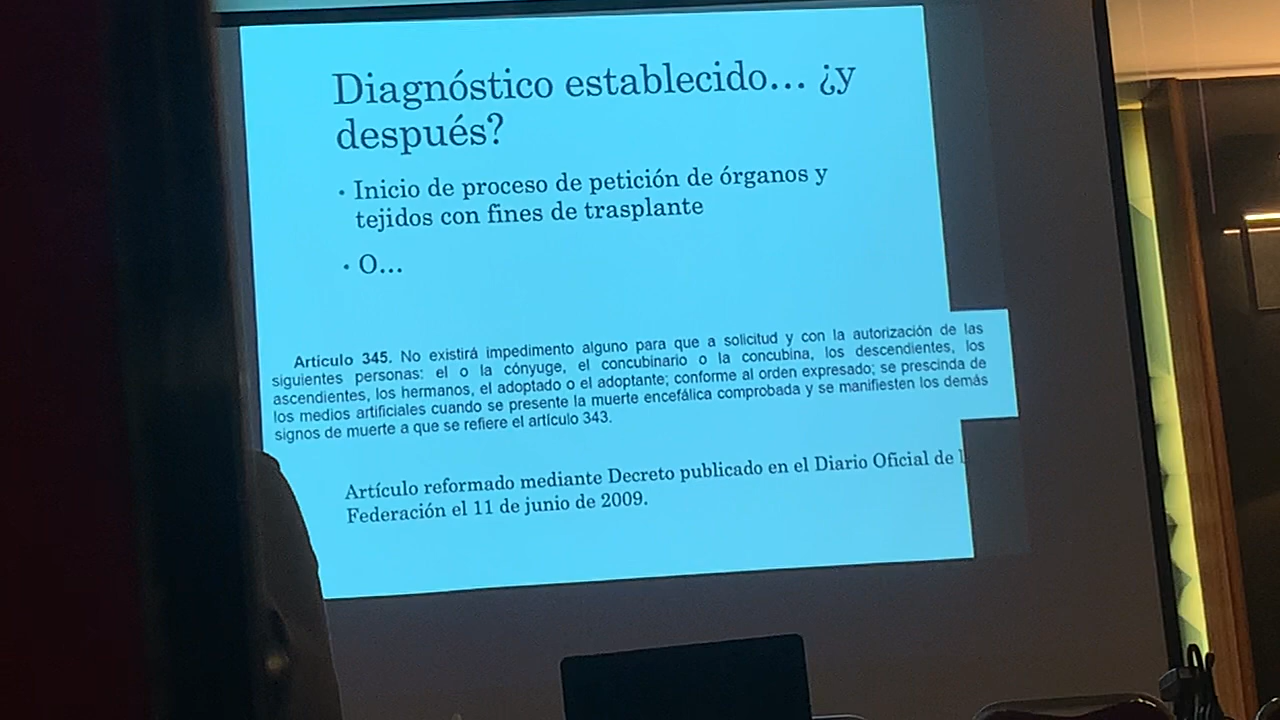 Diagnóstico establecido... ¿y
después?
• Inicio de proceso de petición de órganos y
tejidos con fines de trasplante
• O...
Artículo 345. No existirá impedimento alguno para que a solicitud y con la autorización de las
siguientes personas: el o la cónyuge, el concubinario o la concubina, los descendientes, los
ascendientes, los hermanos, el adoptado o el adoptante; conforme al orden expresado; se prescinda de
los medios artificiales cuando se presente la muerte encefálica comprobada y se manifiesten los demás
signos de muerte a que se refiere el artículo 343.
Artículo reformado mediante Decreto publicado en el Diario Oficial de
Federación el 11 de junio de 2009.